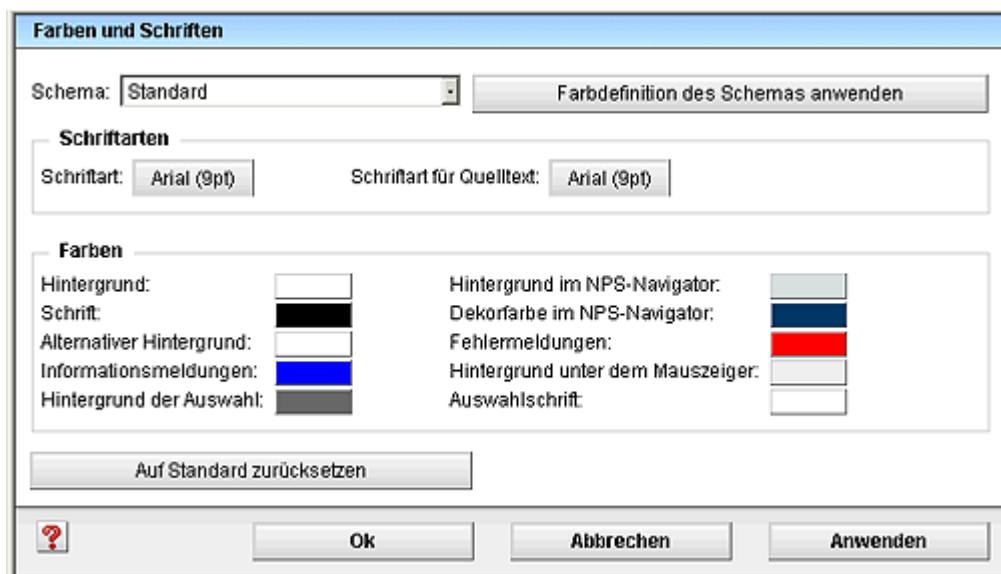 Farben und Schriften
Schema: Standard Farbdefinition des Schemas anwenden
Schriftarten
Schriftart: Arial (9pt) Schriftart für Quelltext: Arial (9pt)
Farben
Hintergrund: Hintergrund im NPS-Navigator:
Schrift: Dekorfarbe im NPS-Navigator:
Alternativer Hintergrund: Fehlermeldungen:
Informationsmeldungen: Hintergrund unter dem Mauszeiger:
Hintergrund der Auswahl: Auswahlschrift:
Auf Standard zurücksetzen
? Ok Abbrechen Anwenden